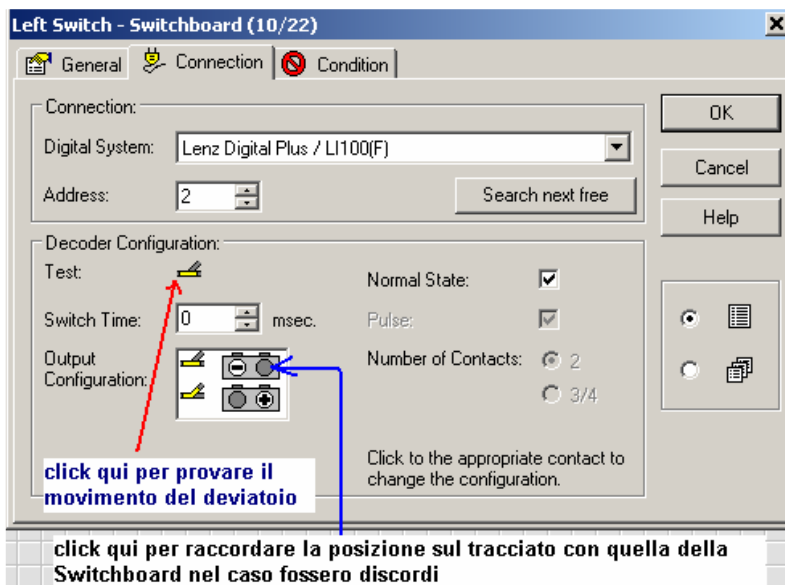 Left Switch - Switchboard (10/22)
General Connection Condition
Connection:
Digital System: Lenz Digital Plus / LI100(F)
Address: 2 Search next free
OK
Cancel
Help
Decoder Configuration:
Test:
Normal State:
Switch Time: 0 msec.
Pulse:
Output
Configuration:
Number of Contacts: 2
3/4
Click to the appropriate contact to
change the configuration.
click qui per provare il
movimento del deviatoio
click qui per raccordare la posizione sul tracciato con quella della
Switchboard nel caso fossero discordi